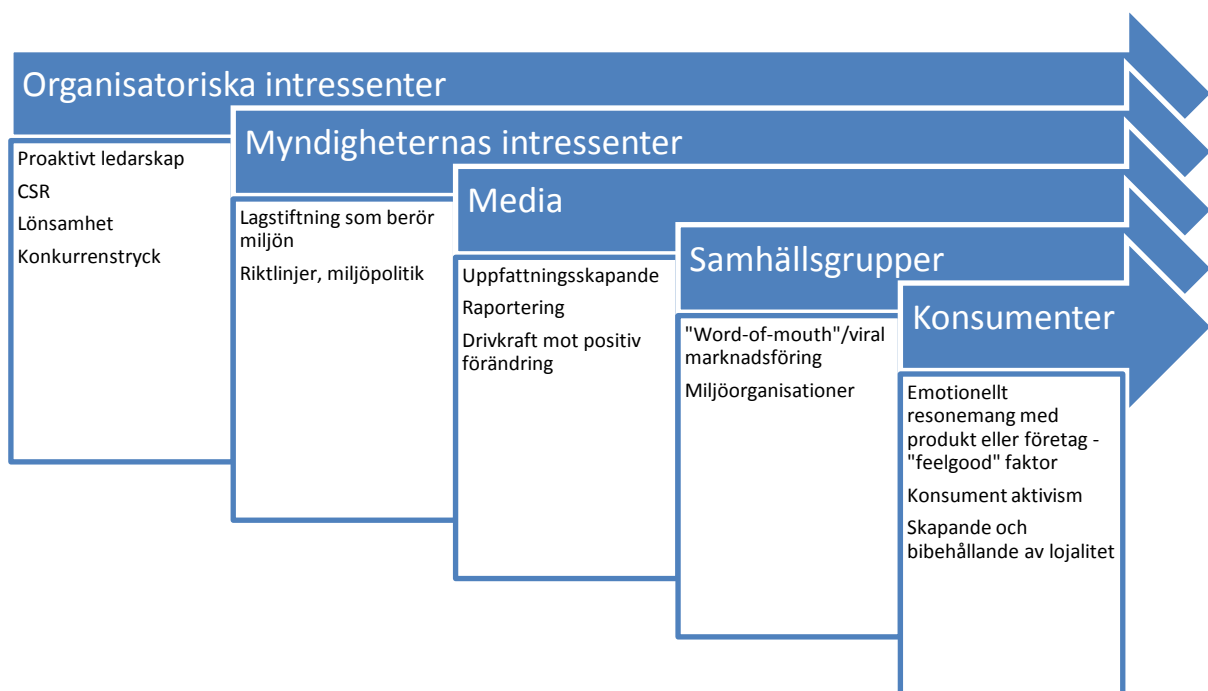 Organisatoriska intressenter
Proaktivt ledarskap
CSR
Lönsamhet
Konkurrenstryck
Myndigheternas intressenter
Lagstiftning som berör
miljön
Riktlinjer, miljöpolitik
Media
Uppfattningsskapande
Raportering
Drivkraft mot positiv
förändring
Samhällsgrupper
"Word-of-mouth"/viral
marknadsföring
Miljöorganisationer
Konsumenter
Emotionellt
resonemang med
produkt eller företag -
"feelgood" faktor
Konsument aktivism
Skapande och
bibehållande av lojalitet